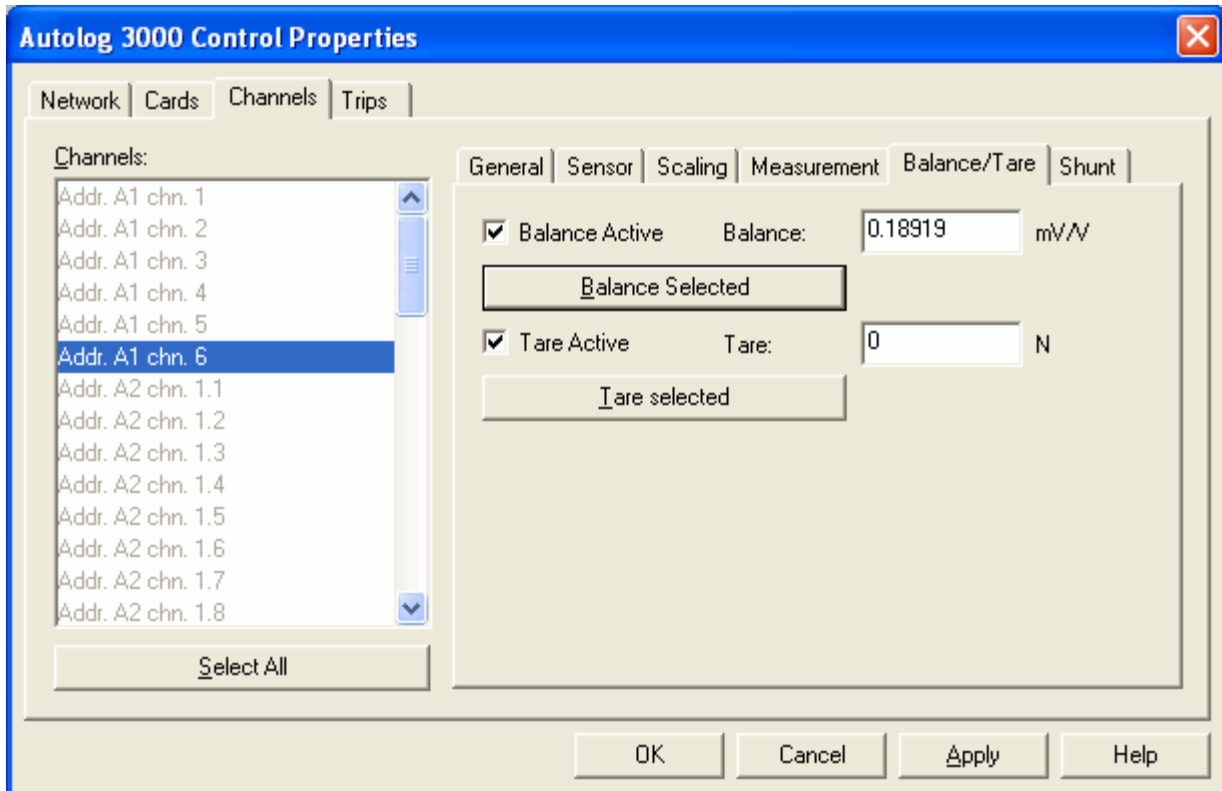 Autolog 3000 Control Properties
Network Cards Channels Trips
Channels:
Addr. A1 chn. 1
Addr. A1 chn. 2
Addr. A1 chn. 3
Addr. A1 chn. 4
Addr. A1 chn. 5
Addr. A1 chn. 6
Addr. A2 chn. 1.1
Addr. A2 chn. 1.2
Addr. A2 chn. 1.3
Addr. A2 chn. 1.4
Addr. A2 chn. 1.5
Addr. A2 chn. 1.6
Addr. A2 chn. 1.7
Addr. A2 chn. 1.8
Select All
General Sensor Scaling Measurement Balance/Tare Shunt
Balance Active Balance: 0.18919 mV/V
Balance Selected
Tare Active Tare: 0 N
Tare selected
OK Cancel Apply Help